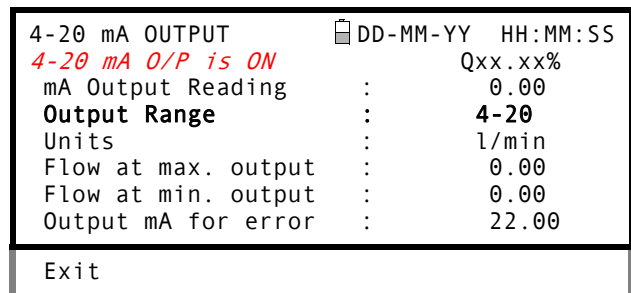 4-20 mA OUTPUT DD-MM-YY HH:MM:SS
4-20 mA O/P is ON Qxx.xx%
mA Output Reading : 0.00
Output Range : 4-20
Units : l/min
Flow at max. output : 0.00
Flow at min. output : 0.00
Output mA for error : 22.00
Exit